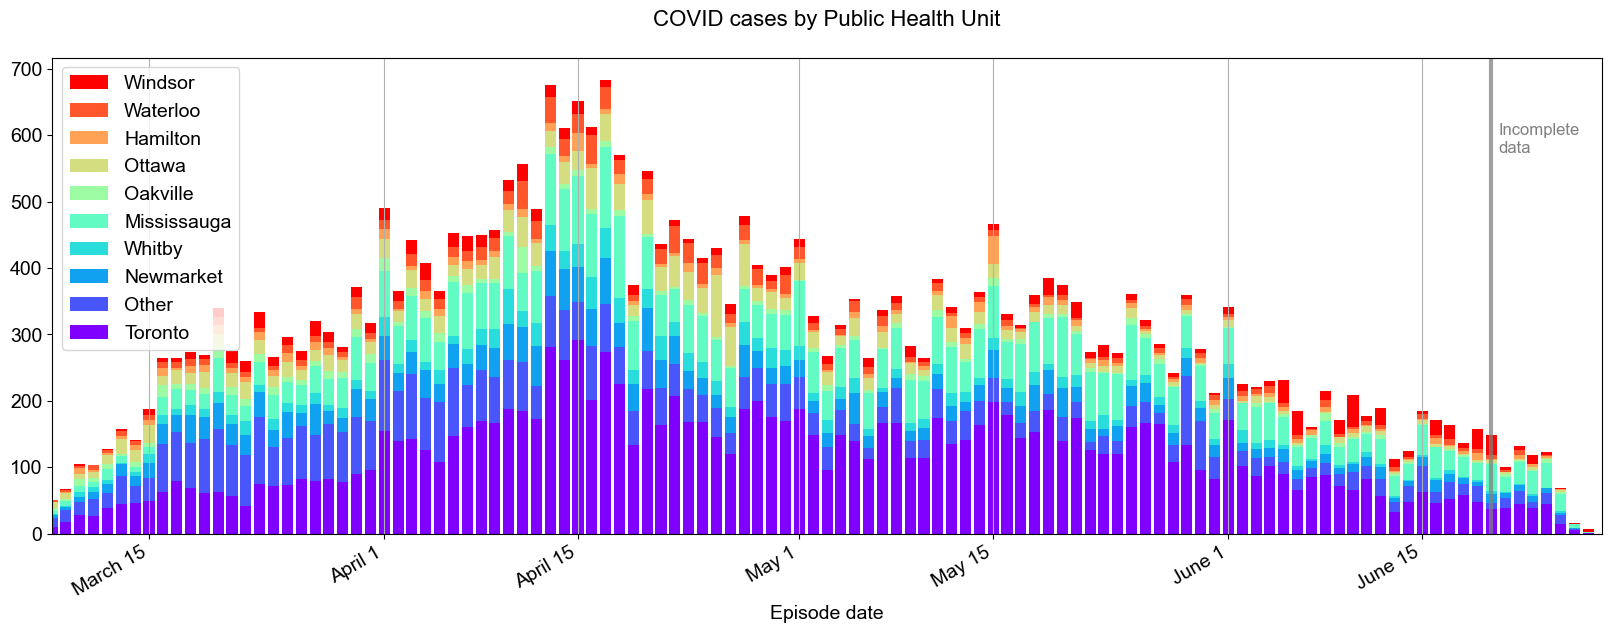 COVID cases by Public Health Unit
700
600
500
400
300
200
100
0
Windsor
Waterloo
Hamilton
Ottawa
Oakville
Mississauga
Whitby
Newmarket
Other
Toronto
Incomplete
data
March 15
April 1
April 15
May 1
May 15
June 1
June 15
Episode date